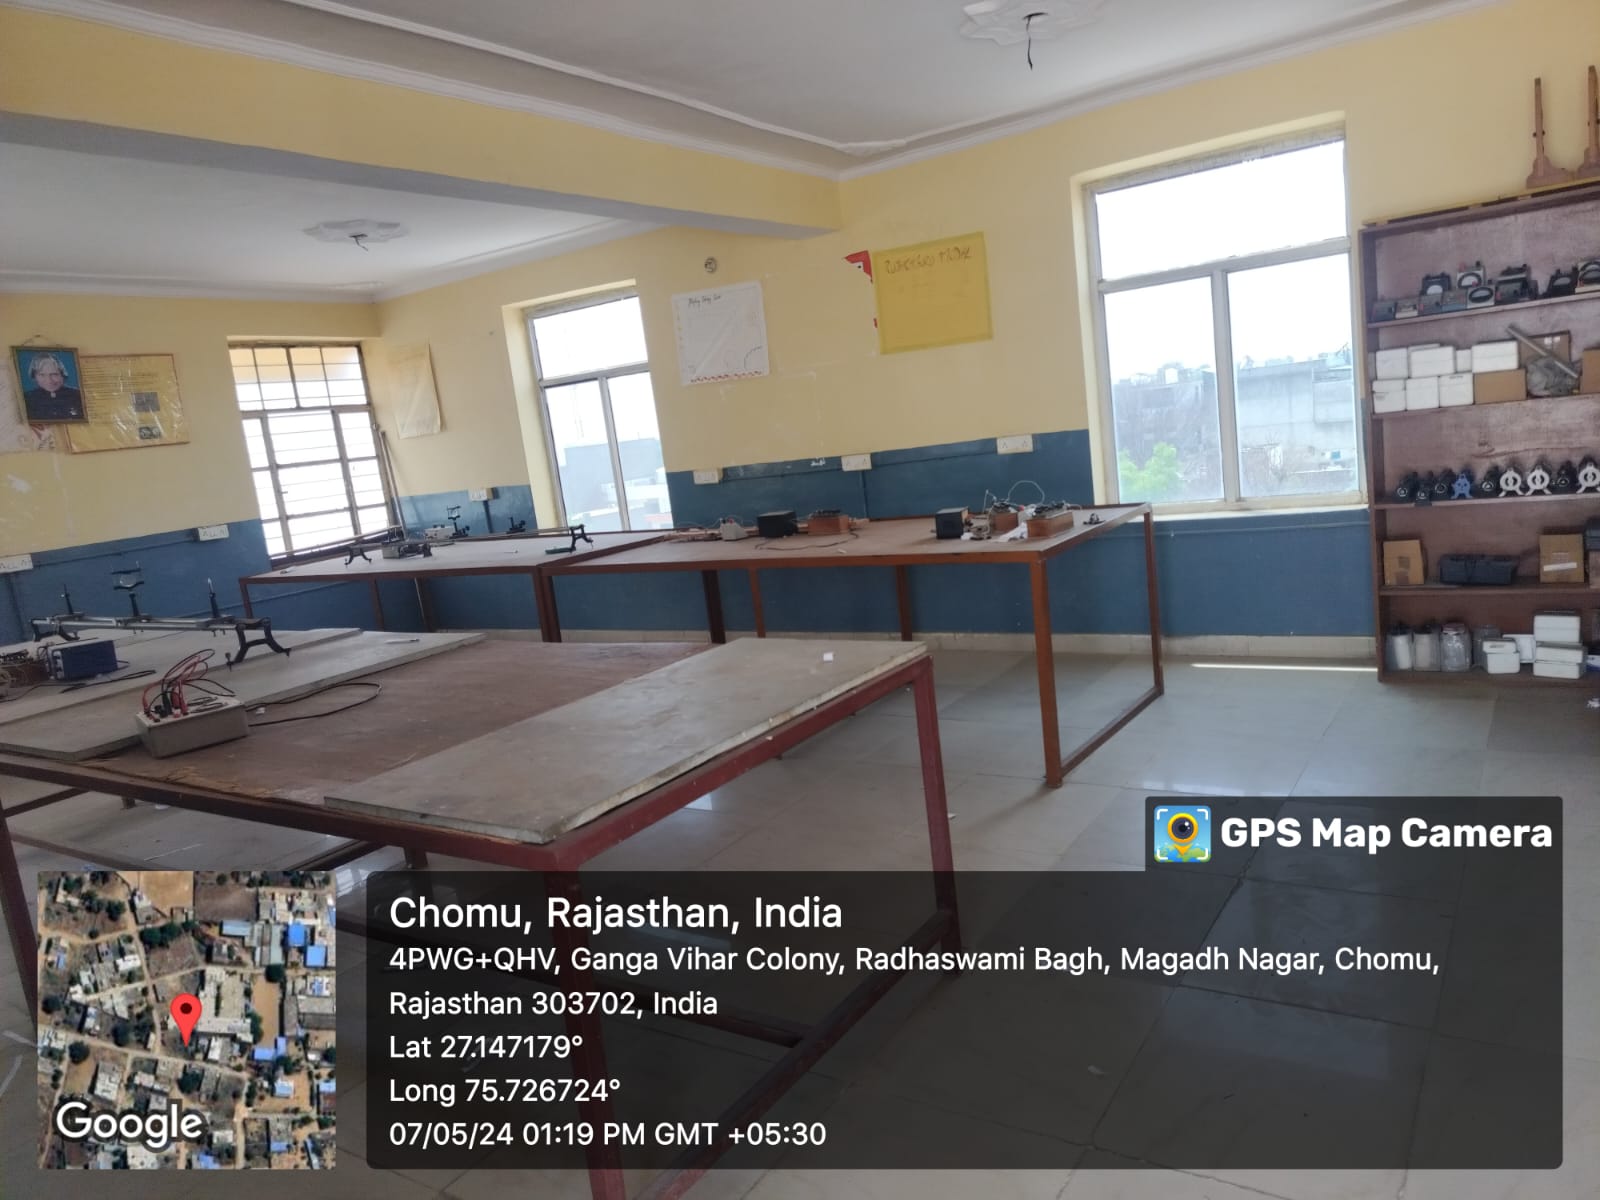 GPS Map Camera
Chomu, Rajasthan, India
4PWG+QHV, Ganga Vihar Colony, Radhaswami Bagh, Magadh Nagar, Chomu,
Rajasthan 303702, India
Lat 27.147179°
Long 75.726724°
07/05/24 01:19 PM GMT +05:30
Google